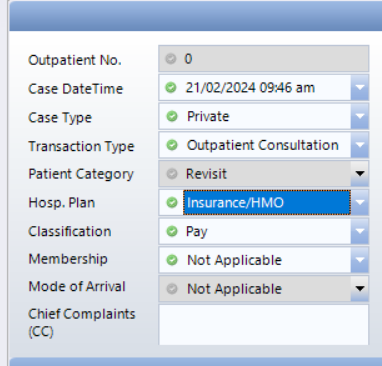 Outpatient No. 0
Case DateTime 21/02/2024 09:46 am
Case Type Private
Transaction Type Outpatient Consultation
Patient Category Revisit
Hosp. Plan Insurance/HMO
Classification Pay
Membership Not Applicable
Mode of Arrival Not Applicable
Chief Complaints
(CC)